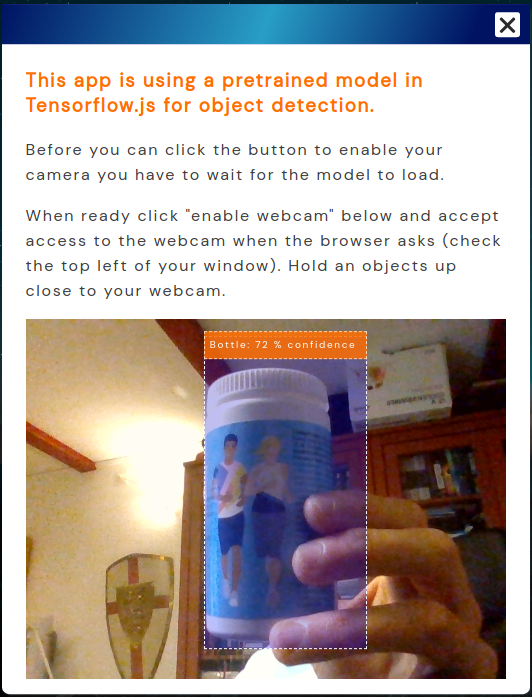 This app is using a pretrained model in
Tensorflow.js for object detection.
Before you can click the button to enable your
camera you have to wait for the model to load.
When ready click "enable webcam" below and accept
access to the webcam when the browser asks (check
the top left of your window). Hold an objects up
close to your webcam.
Bottle: 72 % confidence